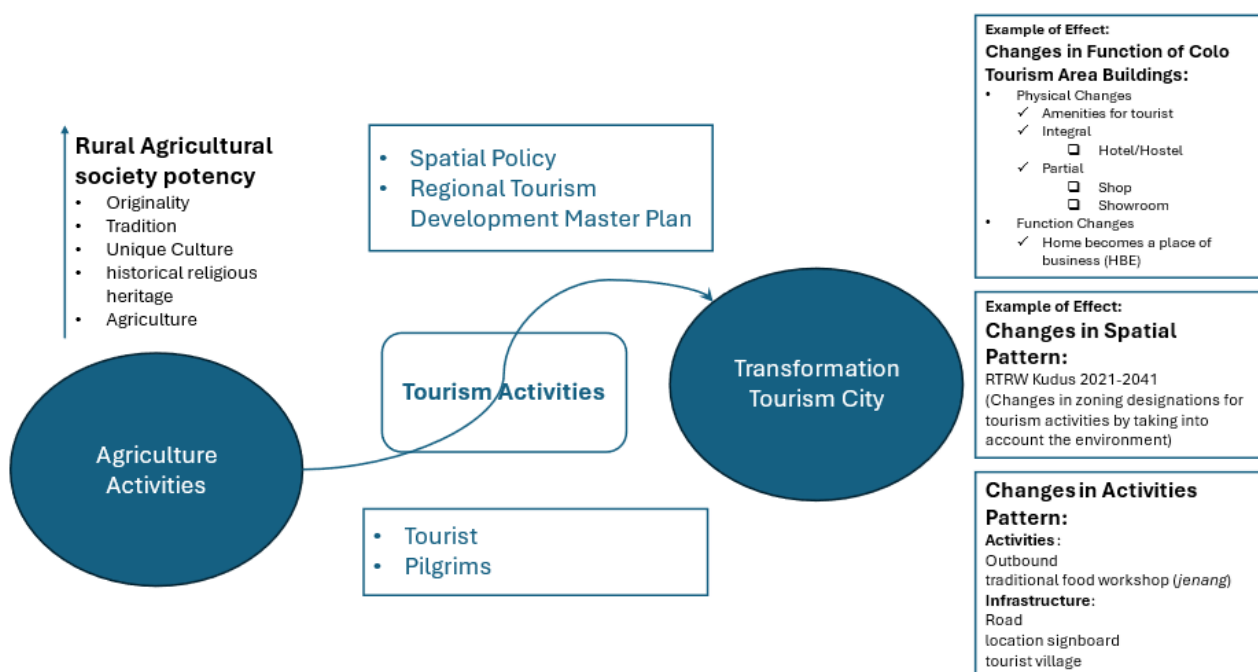 Rural Agricultural
society potency
• Originality
• Tradition
• Unique Culture
• historical religious
heritage
• Agriculture
Agriculture
Activities
• Spatial Policy
• Regional Tourism
Development Master Plan
Tourism Activities
• Tourist
• Pilgrims
Transformation
Tourism City
Example of Effect:
Changes in Function of Colo
Tourism Area Buildings:
• Physical Changes
✓ Amenities for tourist
✓ Integral
❑ Hotel/Hostel
✓ Partial
❑ Shop
❑ Showroom
• Function Changes
✓ Home becomes a place of
business (HBE)
Example of Effect:
Changes in Spatial
Pattern:
RTRW Kudus 2021-2041
(Changes in zoning designations for
tourism activities by taking into
account the environment)
Changes in Activities
Pattern:
Activities:
Outbound
traditional food workshop (jenang)
Infrastructure:
Road
location signboard
tourist village